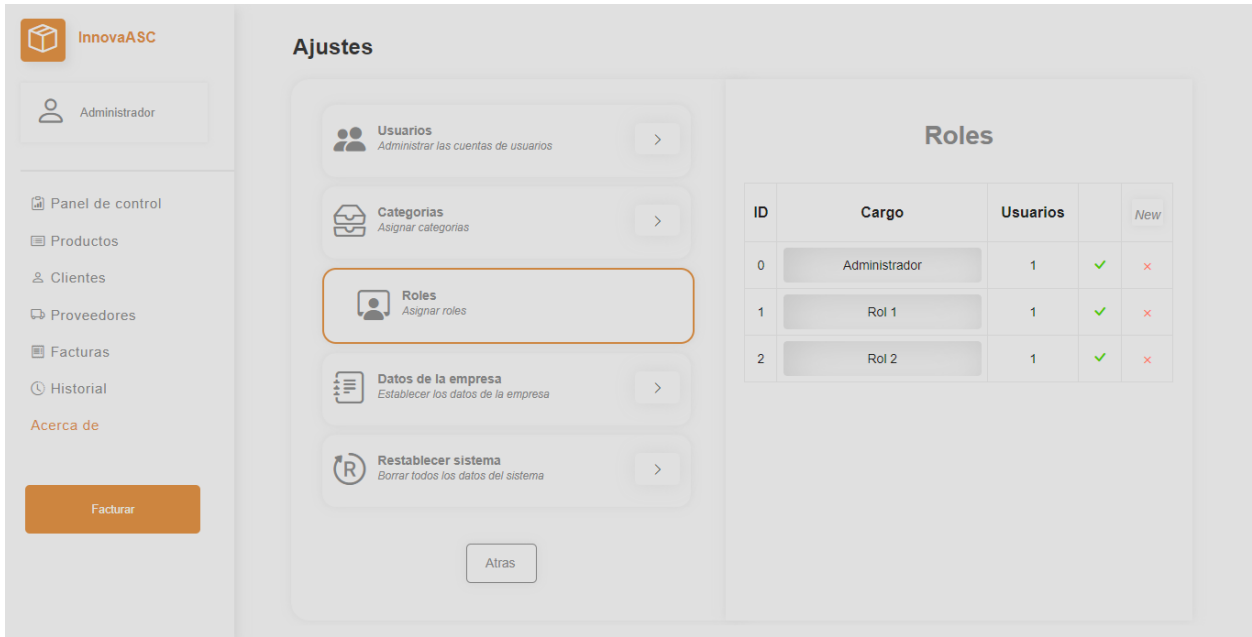 InnovaASC
Administrador
Panel de control
Productos
Clientes
Proveedores
Facturas
Historial
Acerca de
Facturar
Ajustes
Usuarios
Administrar las cuentas de usuarios
Categorias
Asignar categorias
Roles
Asignar roles
Datos de la empresa
Establecer los datos de la empresa
R
Restablecer sistema
Borrar todos los datos del sistema
Atras
Roles
ID Cargo Usuarios New
0 Administrador 1
1 Rol 1 1
2 Rol 2 1